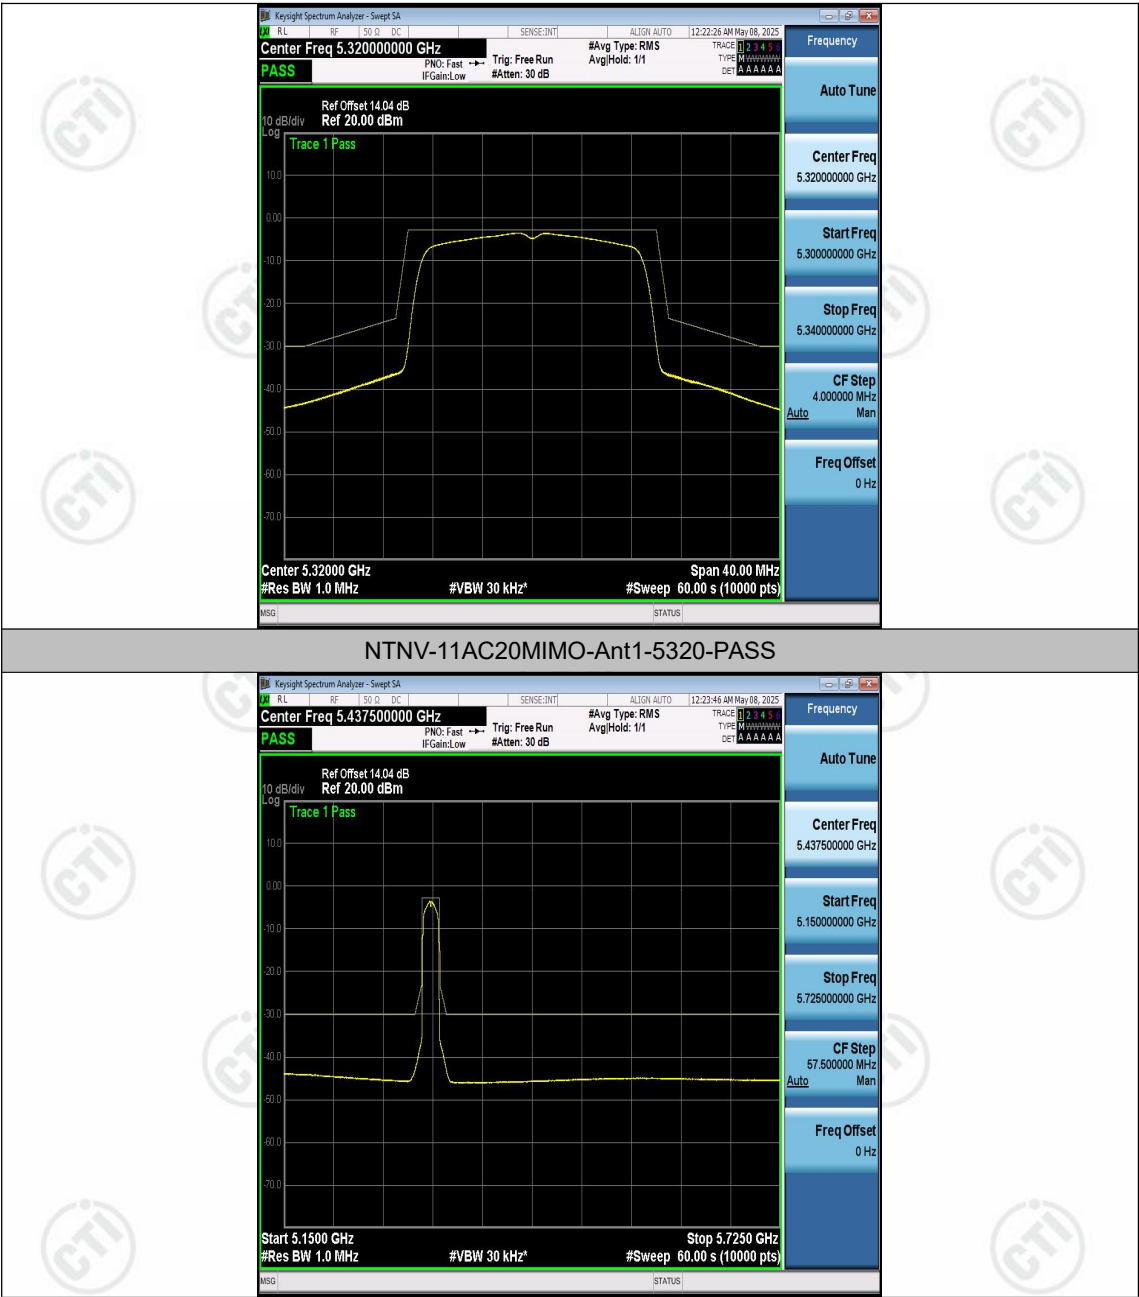 Keysight Spectrum Analyzer - Swept SA
RL RF 50 Ω DC SENSE:INT ALIGN AUTO 12:22:26 AM May 08, 2025
Center Freq 5.320000000 GHz #Avg Type: RMS TRACE 1 2 3 4 5 6
PASS PNO: Fast Trig: Free Run Avg|Hold: 1/1 TYPE M WWWWW
IFGain:Low #Atten: 30 dB DET A A A A A A
Ref Offset 14.04 dB
10 dB/div Ref 20.00 dBm
Log
Trace 1 Pass
10.0
0.00
-10.0
-20.0
-30.0
-40.0
-50.0
-60.0
-70.0
Center 5.32000 GHz Span 40.00 MHz
#Res BW 1.0 MHz #VBW 30 kHz* #Sweep 60.00 s (10000 pts)
MSG STATUS
Frequency
Auto Tune
Center Freq
5.320000000 GHz
Start Freq
5.300000000 GHz
Stop Freq
5.340000000 GHz
CF Step
4.000000 MHz
Auto Man
Freq Offset
0 Hz
NTNV-11AC20MIMO-Ant1-5320-PASS
Keysight Spectrum Analyzer - Swept SA
RL RF 50 Ω DC SENSE:INT ALIGN AUTO 12:23:46 AM May 08, 2025
Center Freq 5.437500000 GHz #Avg Type: RMS TRACE 1 2 3 4 5 6
PASS PNO: Fast Trig: Free Run Avg|Hold: 1/1 TYPE M WWWWW
IFGain:Low #Atten: 30 dB DET A A A A A A
Ref Offset 14.04 dB
10 dB/div Ref 20.00 dBm
Log
Trace 1 Pass
10.0
0.00
-10.0
-20.0
-30.0
-40.0
-50.0
-60.0
-70.0
Start 5.1500 GHz Stop 5.7250 GHz
#Res BW 1.0 MHz #VBW 30 kHz* #Sweep 60.00 s (10000 pts)
MSG STATUS
Frequency
Auto Tune
Center Freq
5.437500000 GHz
Start Freq
5.150000000 GHz
Stop Freq
5.725000000 GHz
CF Step
57.500000 MHz
Auto Man
Freq Offset
0 Hz
CTI
CTI
CTI
CTI
CTI
CTI
CTI
CTI
CTI
CTI